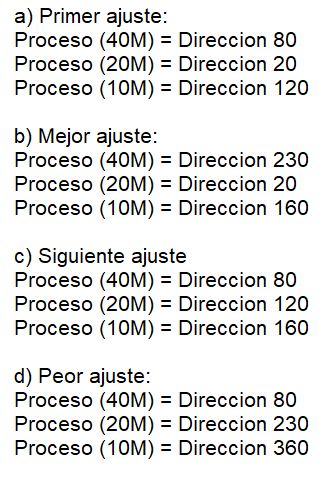 a) Primer ajuste:
Proceso (40M) = Direccion 80
Proceso (20M) = Direccion 20
Proceso (10M) = Direccion 120
b) Mejor ajuste:
Proceso (40M) = Direccion 230
Proceso (20M) = Direccion 20
Proceso (10M) = Direccion 160
c) Siguiente ajuste
Proceso (40M) = Direccion 80
Proceso (20M) = Direccion 120
Proceso (10M) = Direccion 160
d) Peor ajuste:
Proceso (40M) = Direccion 80
Proceso (20M) = Direccion 230
Proceso (10M) = Direccion 360